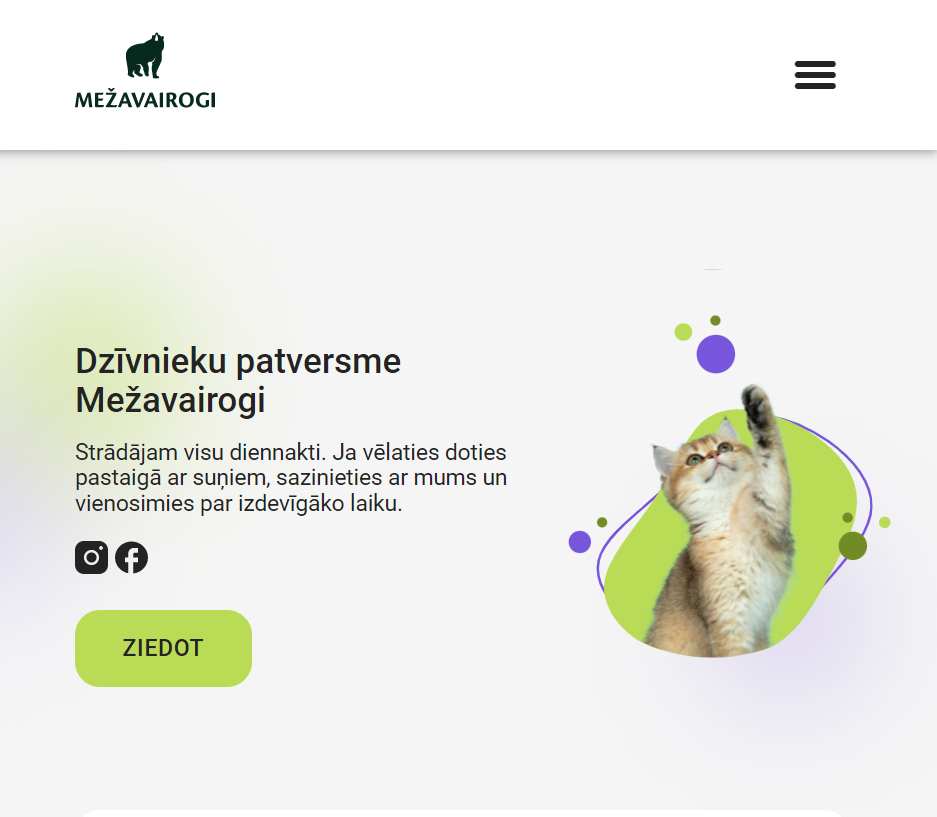 MEŽAVAIROGI
Dzīvnieku patversme
Mežavairogi
Strādājam visu diennakti. Ja vēlaties doties
pastaigā ar suņiem, sazinieties ar mums un
vienosimies par izdevīgāko laiku.
ZIEDOT